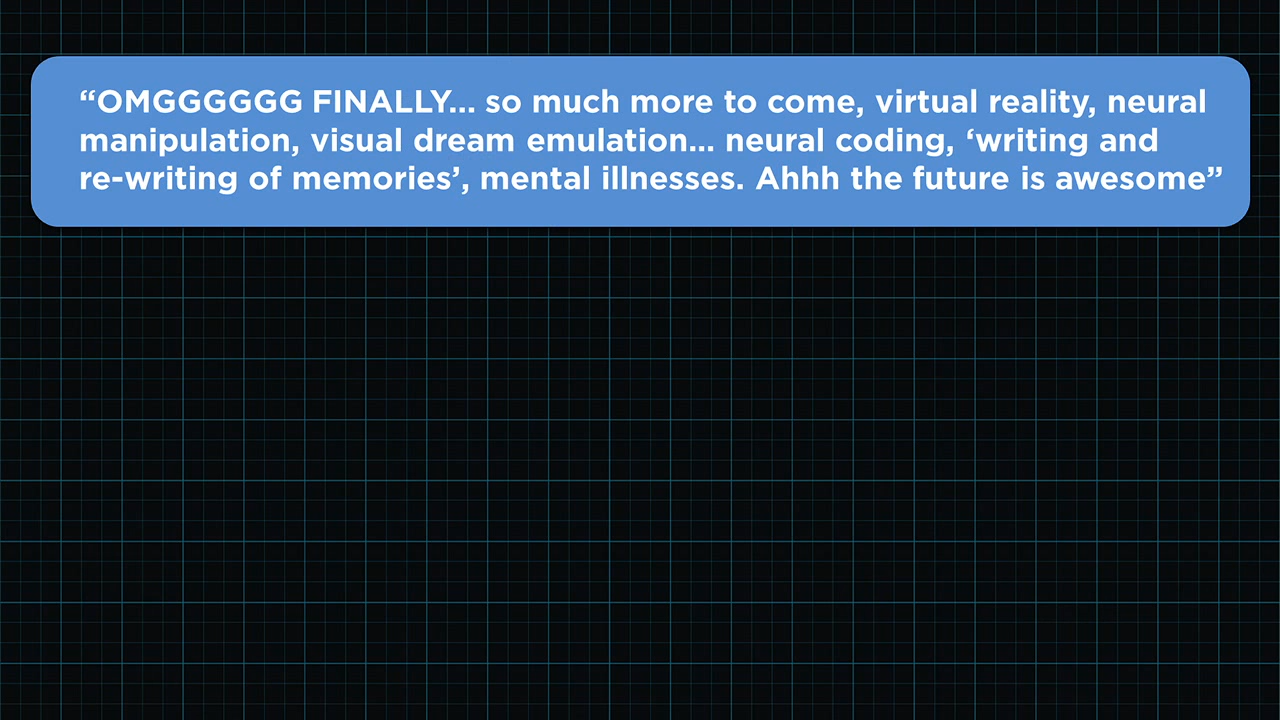 “OMGGGGGG FINALLY... so much more to come, virtual reality, neural
manipulation, visual dream emulation... neural coding, ‘writing and
re-writing of memories’, mental illnesses. Ahhh the future is awesome”